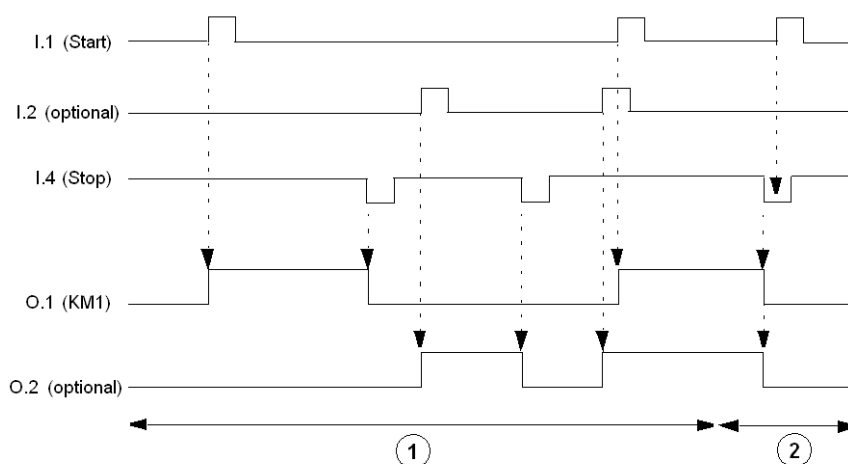 I.1 (Start)
I.2 (optional)
I.4 (Stop)
O.1 (KM1)
O.2 (optional)
1
2